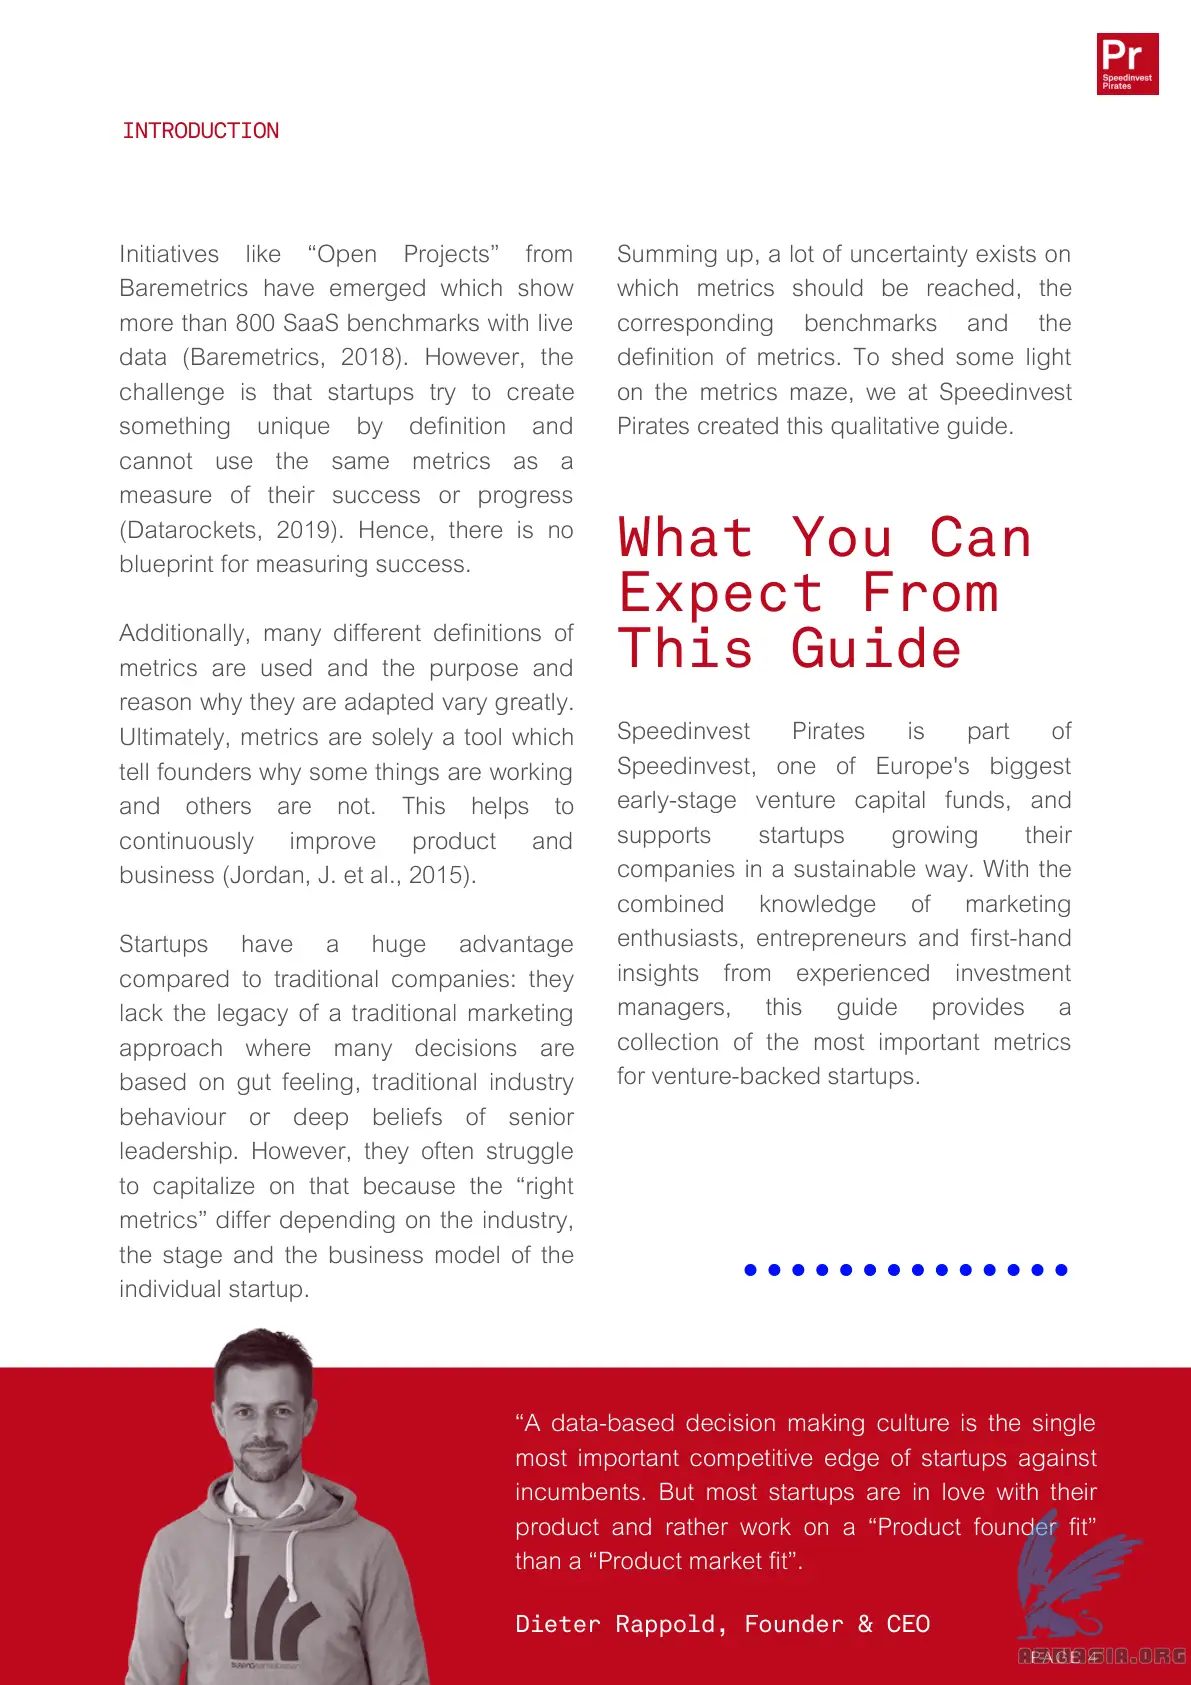 Pr
Speedinvest
Pirates
INTRODUCTION
Initiatives like “Open Projects” from
Baremetrics have emerged which show
more than 800 SaaS benchmarks with live
data (Baremetrics, 2018). However, the
challenge is that startups try to create
something unique by definition and
cannot use the same metrics as a
measure of their success or progress
(Datarockets, 2019). Hence, there is no
blueprint for measuring success.
Additionally, many different definitions of
metrics are used and the purpose and
reason why they are adapted vary greatly.
Ultimately, metrics are solely a tool which
tell founders why some things are working
and others are not. This helps to
continuously improve product and
business (Jordan, J. et al., 2015).
Startups have a huge advantage
compared to traditional companies: they
lack the legacy of a traditional marketing
approach where many decisions are
based on gut feeling, traditional industry
behaviour or deep beliefs of senior
leadership. However, they often struggle
to capitalize on that because the “right
metrics” differ depending on the industry,
the stage and the business model of the
individual startup.
Summing up, a lot of uncertainty exists on
which metrics should be reached, the
corresponding benchmarks and the
definition of metrics. To shed some light
on the metrics maze, we at Speedinvest
Pirates created this qualitative guide.
What You Can
Expect From
This Guide
Speedinvest Pirates is part of
Speedinvest, one of Europe's biggest
early-stage venture capital funds, and
supports startups growing their
companies in a sustainable way. With the
combined knowledge of marketing
enthusiasts, entrepreneurs and first-hand
insights from experienced investment
managers, this guide provides a
collection of the most important metrics
for venture-backed startups.
“A data-based decision making culture is the single
most important competitive edge of startups against
incumbents. But most startups are in love with their
product and rather work on a “Product founder fit”
than a “Product market fit”.
Dieter Rappold, Founder & CEO
PAGE 4